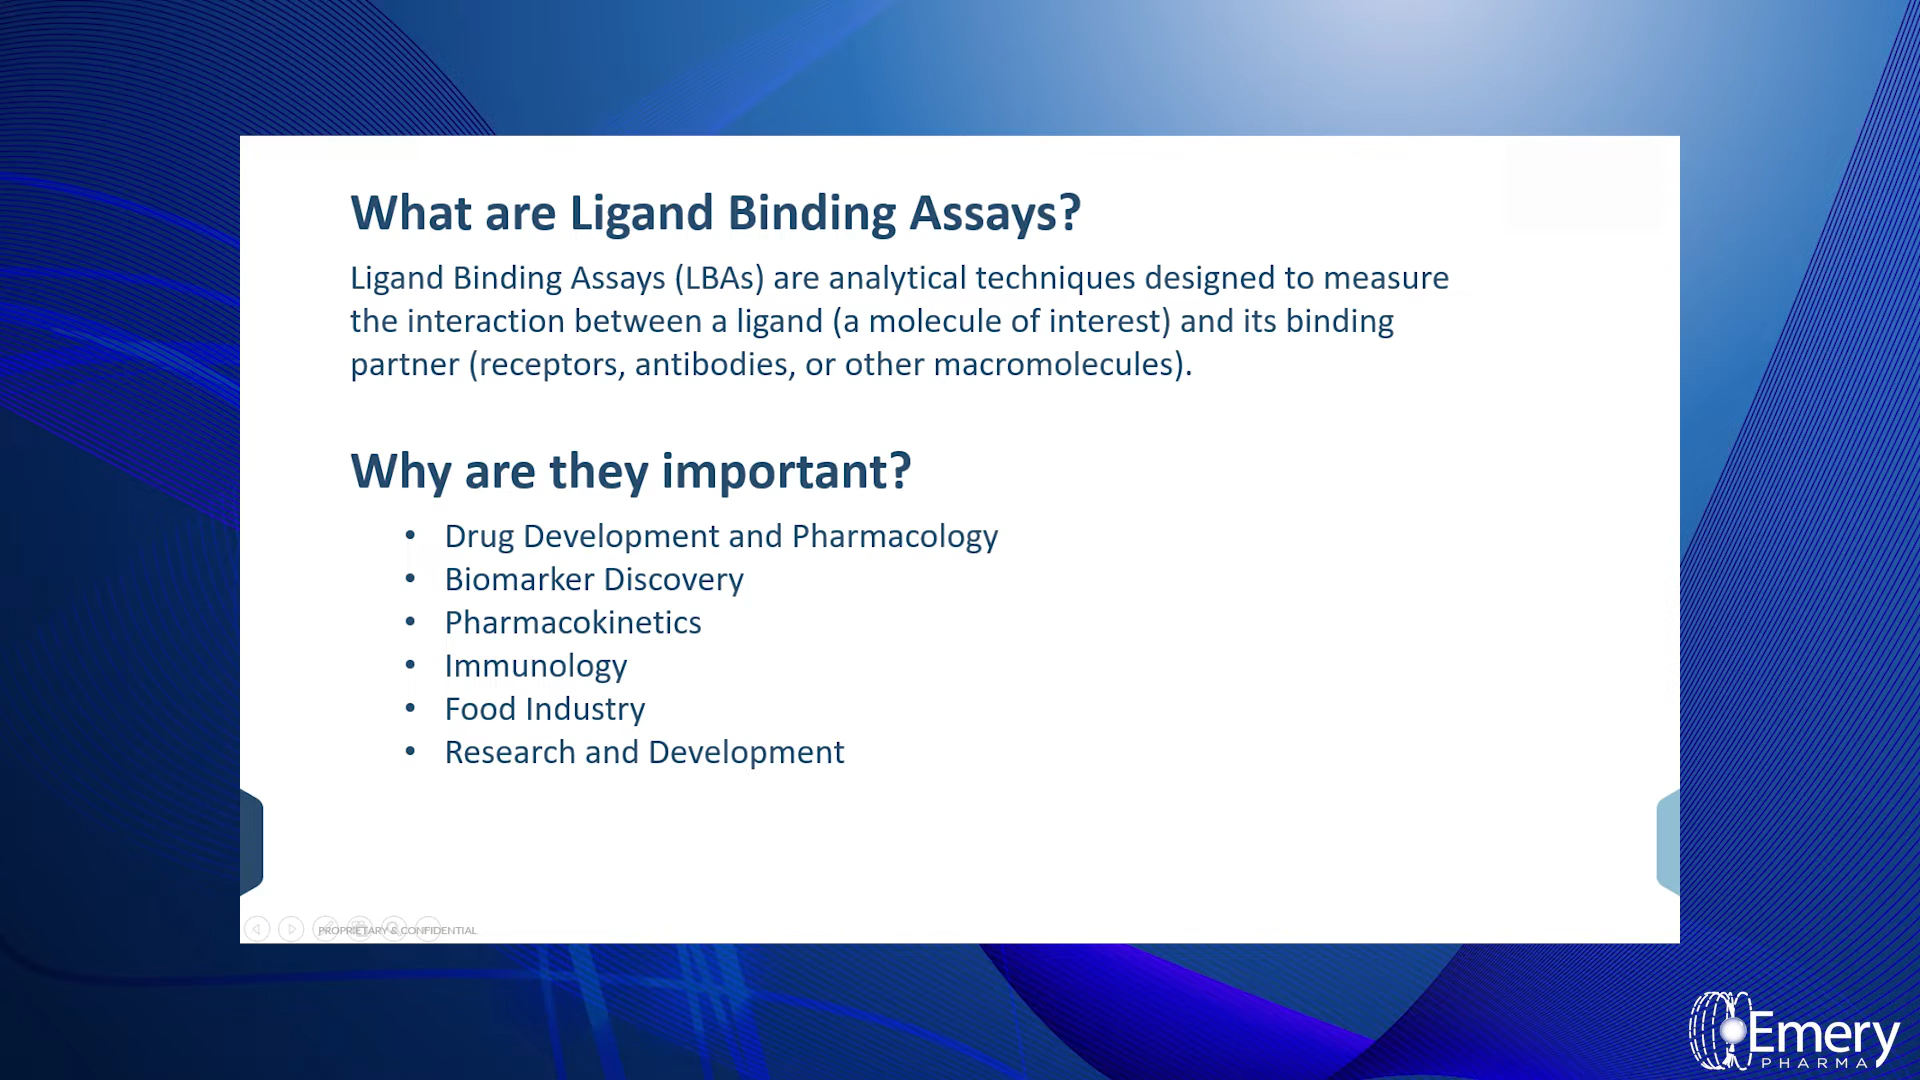 What are Ligand Binding Assays?
Ligand Binding Assays (LBAs) are analytical techniques designed to measure
the interaction between a ligand (a molecule of interest) and its binding
partner (receptors, antibodies, or other macromolecules).
Why are they important?
• Drug Development and Pharmacology
• Biomarker Discovery
• Pharmacokinetics
• Immunology
• Food Industry
• Research and Development
PROPRIETARY & CONFIDENTIAL
Emery
PHARMA